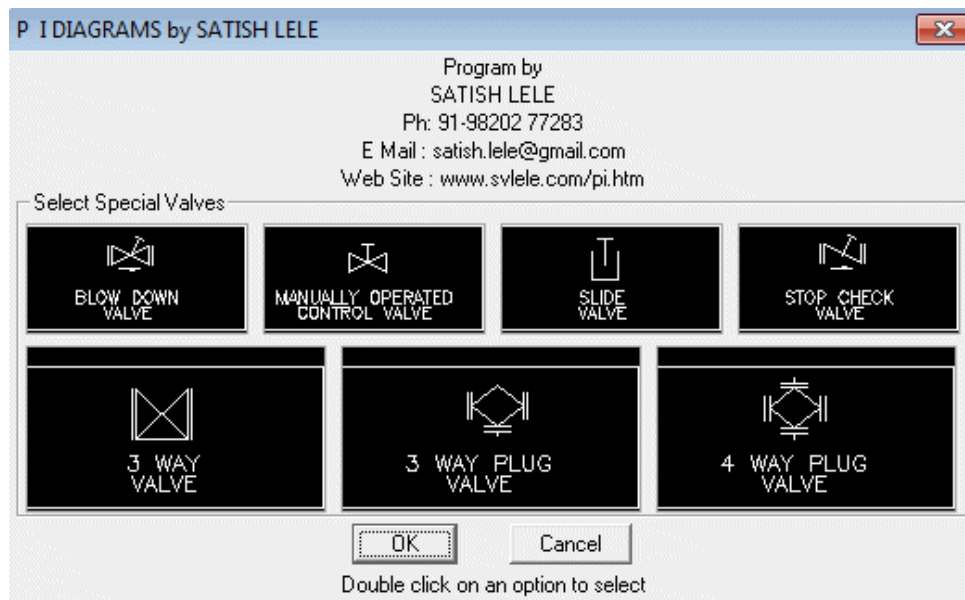 P I DIAGRAMS by SATISH LELE
Program by
SATISH LELE
Ph: 91-98202 77283
E Mail : satish.lele@gmail.com
Web Site : www.svlele.com/pi.htm
Select Special Valves
BLOW DOWN
VALVE
MANUALLY OPERATED
CONTROL VALVE
SLIDE
VALVE
STOP CHECK
VALVE
3 WAY
VALVE
3 WAY PLUG
VALVE
4 WAY PLUG
VALVE
OK
Cancel
Double click on an option to select